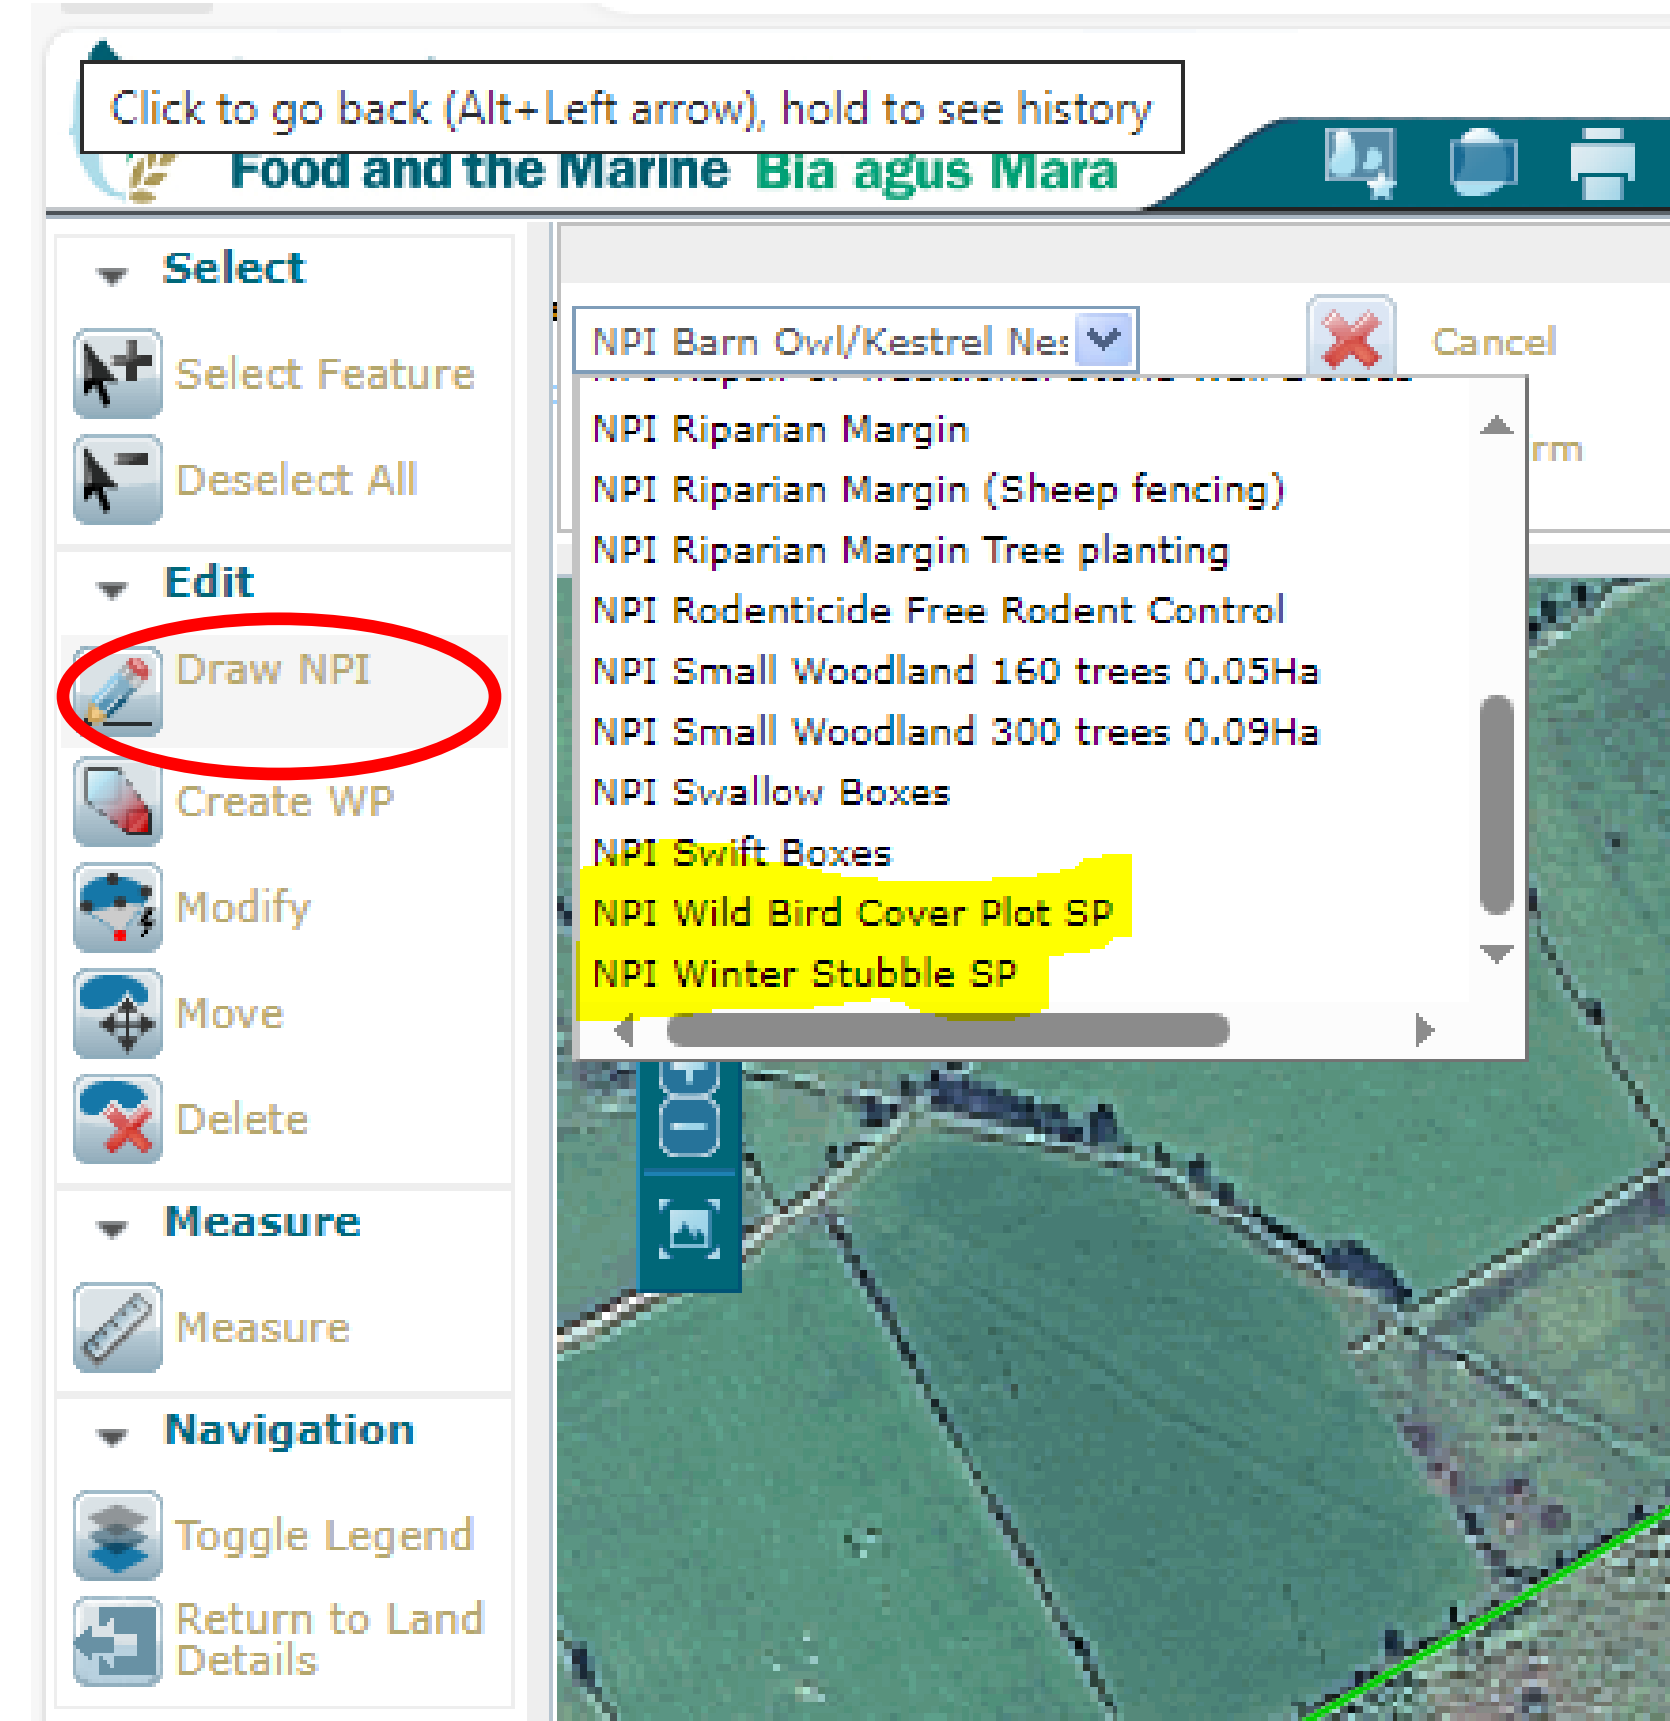 Click to go back (Alt+Left arrow), hold to see history
Food and the Marine Bia agus Mara
Select
Select Feature
Deselect All
Edit
Draw NPI
Create WP
Modify
Move
Delete
Measure
Measure
Navigation
Toggle Legend
Return to Land
Details
NPI Barn Owl/Kestrel Nes
Cancel
rm
NPI Riparian Margin
NPI Riparian Margin (Sheep fencing)
NPI Riparian Margin Tree planting
NPI Rodenticide Free Rodent Control
NPI Small Woodland 160 trees 0.05Ha
NPI Small Woodland 300 trees 0.09Ha
NPI Swallow Boxes
NPI Swift Boxes
NPI Wild Bird Cover Plot SP
NPI Winter Stubble SP